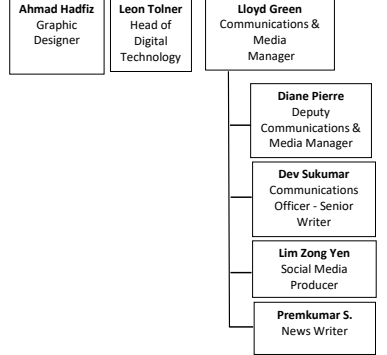 Ahmad Hadfiz
Graphic
Designer
Leon Tolner
Head of
Digital
Technology
Lloyd Green
Communications &
Media
Manager
Diane Pierre
Deputy
Communications &
Media Manager
Dev Sukumar
Communications
Officer - Senior
Writer
Lim Zong Yen
Social Media
Producer
Premkumar S.
News Writer